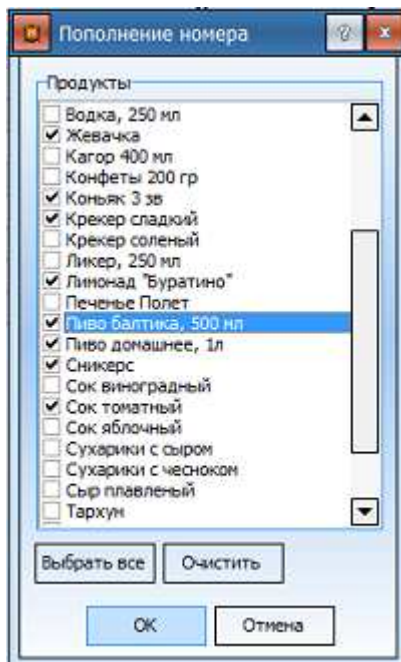 Пополнение номера
Продукты
Водка, 250 мл
Жевачка
Кагор 400 мл
Конфеты 200 гр
Коньяк 3 зв
Крекер сладкий
Крекер соленый
Ликер, 250 мл
Лимонад "Буратино"
Печенье Полет
Пиво балтика, 500 мл
Пиво домашнее, 1л
Сникерс
Сок виноградный
Сок томатный
Сок яблочный
Сухарики с сыром
Сухарики с чесноком
Сыр плавленый
Тархун
Выбрать все Очистить
ОК Отмена